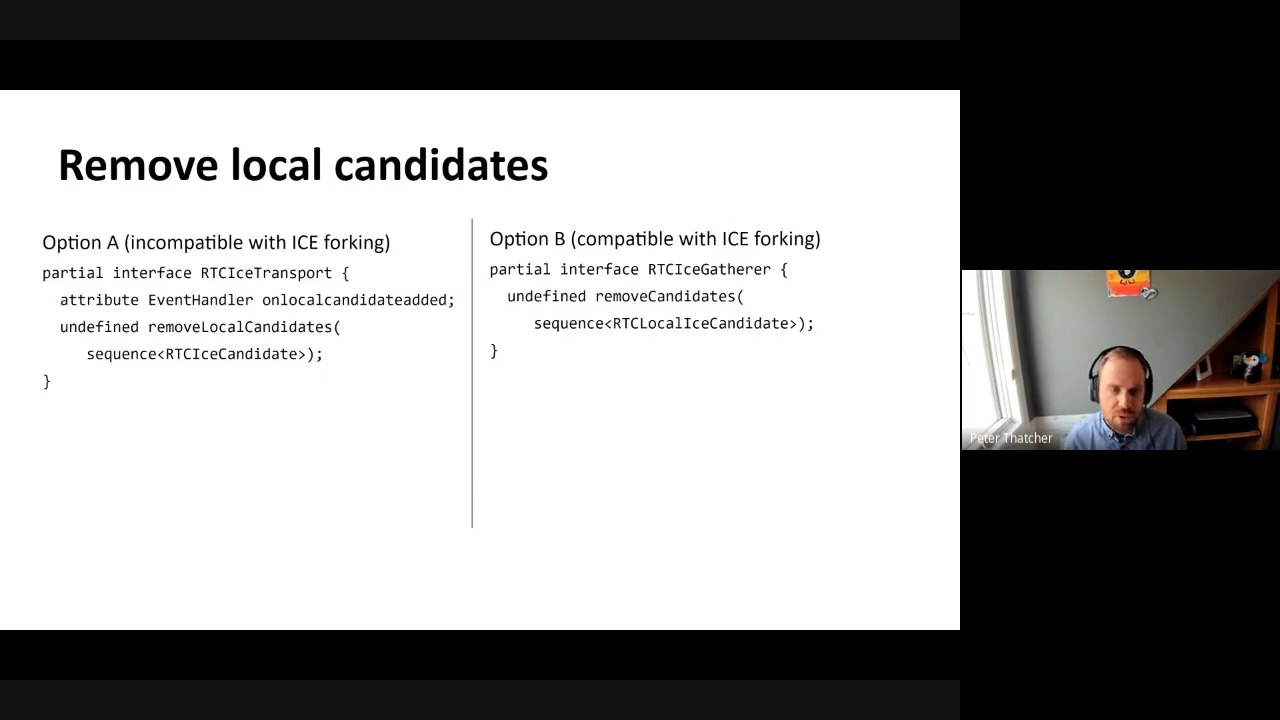 Remove local candidates
Option A (incompatible with ICE forking)
partial interface RTCIceTransport {
attribute EventHandler onlocalcandidateadded;
undefined removeLocalCandidates(
sequence<RTCIceCandidate>);
}
Option B (compatible with ICE forking)
partial interface RTCIceGatherer {
undefined removeCandidates(
sequence<RTCLocalIceCandidate>);
}
Peter Thatcher